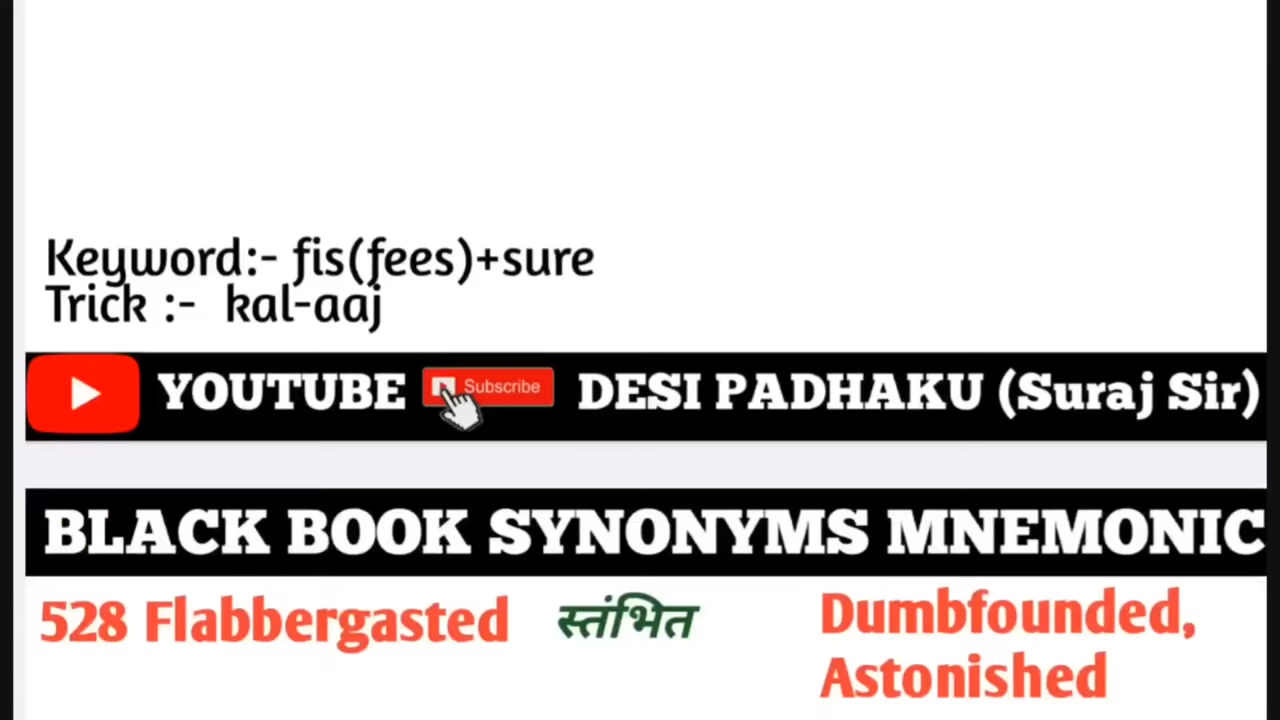 Keyword:- fis(fees)+sure
Trick :- kal-aaj
YOUTUBE Subscribe DESI PADHAKU (Suraj Sir)
BLACK BOOK SYNONYMS MNEMONIC
528 Flabbergasted स्तंभित Dumbfounded,
Astonished